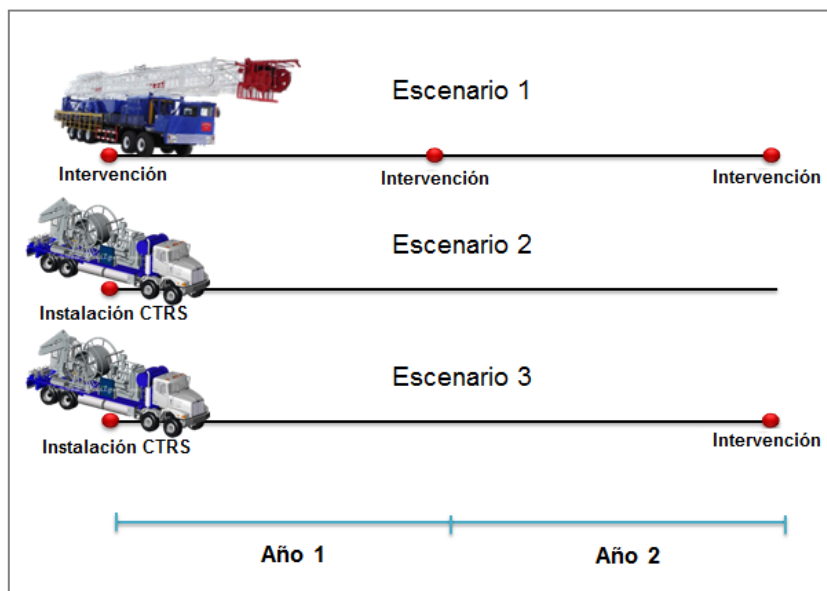 Escenario 1
Intervención
Intervención
Intervención
Escenario 2
Instalación CTRS
Escenario 3
Instalación CTRS
Intervención
Año 1
Año 2